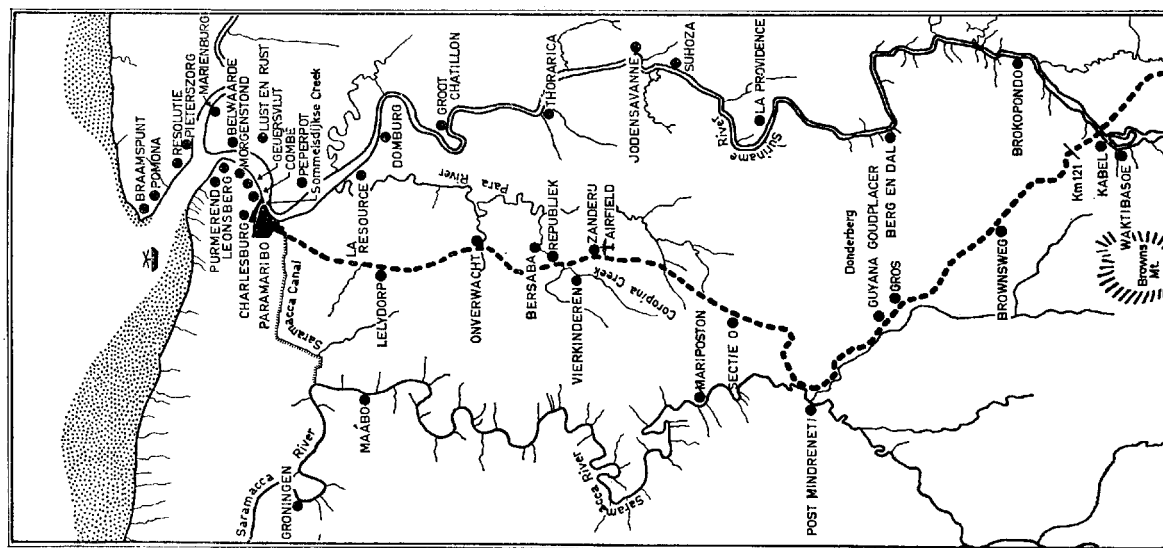 BRAAMSPUNT
POMONA
RESOLUTIE
PIETERSZORG
MARIENBURG
BELWAARDE
MORGENSTOND
LUST EN RUST
GEIJERSVLIJT
COMBÉ
PEPERPOT
Sommelsdijkse Creek
PURMEREND
LEONSBERG
CHARLESBURG
PARAMARIBO
Saramacca Canal
Saramacca River
GRONINGEN
MAÁBO
LA RESOURCE
LELYDORP
DOMBURG
GROOT
CHATILLON
Para River
ONVERWACHT
THORARICA
BERSABA
REPUBLIEK
VIERKINDEREN
ZANDERIJ
AIRFIELD
Coropina Creek
Saramacca River
JODENSAVANNE
SUHOZA
MARIPOSTON
SECTIE O
Suriname
River
LA PROVIDENCE
POST MINDRENETI
Donderberg
GUYANA GOUDPLACER
GROS
BERG EN DAL
BROWNSWEG
BROKOPONDO
Km121
KABEL
WAKTIBASOE
Browns
Mt.